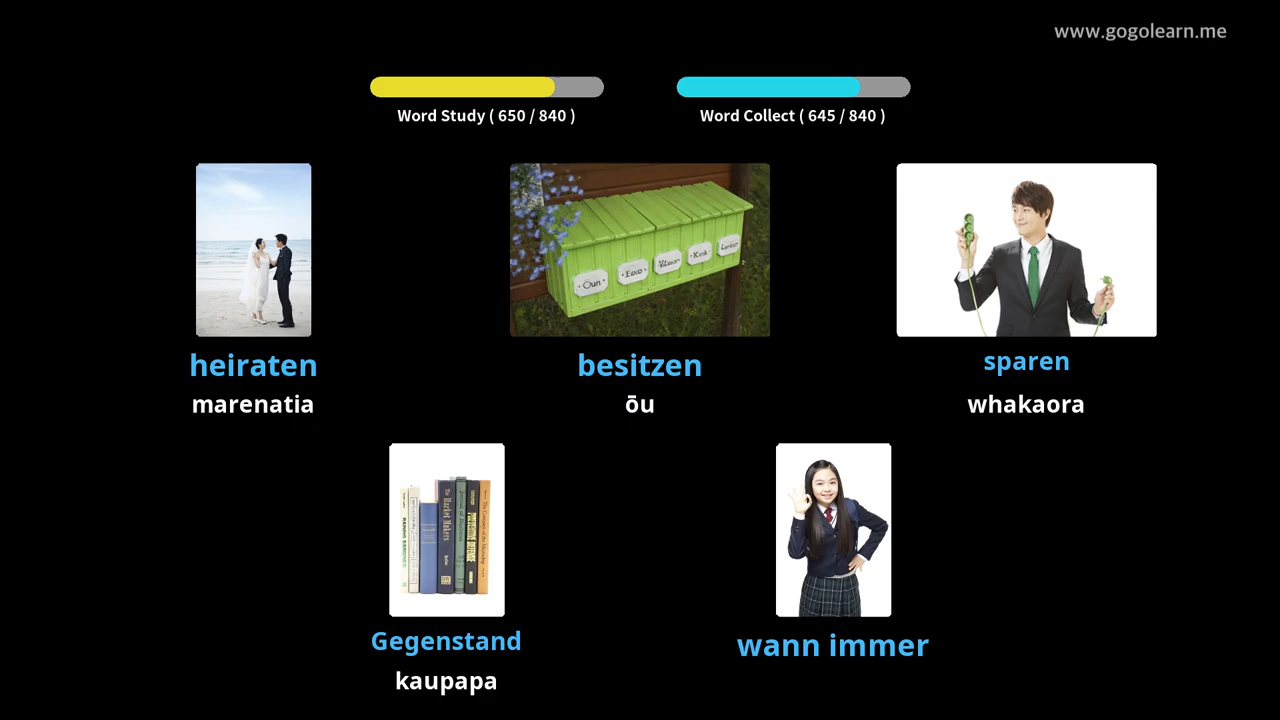 www.gogolearn.me
Word Study ( 650 / 840 )
Word Collect ( 645 / 840 )
heiraten
marenatia
besitzen
ōu
sparen
whakaora
Gegenstand
kaupapa
wann immer